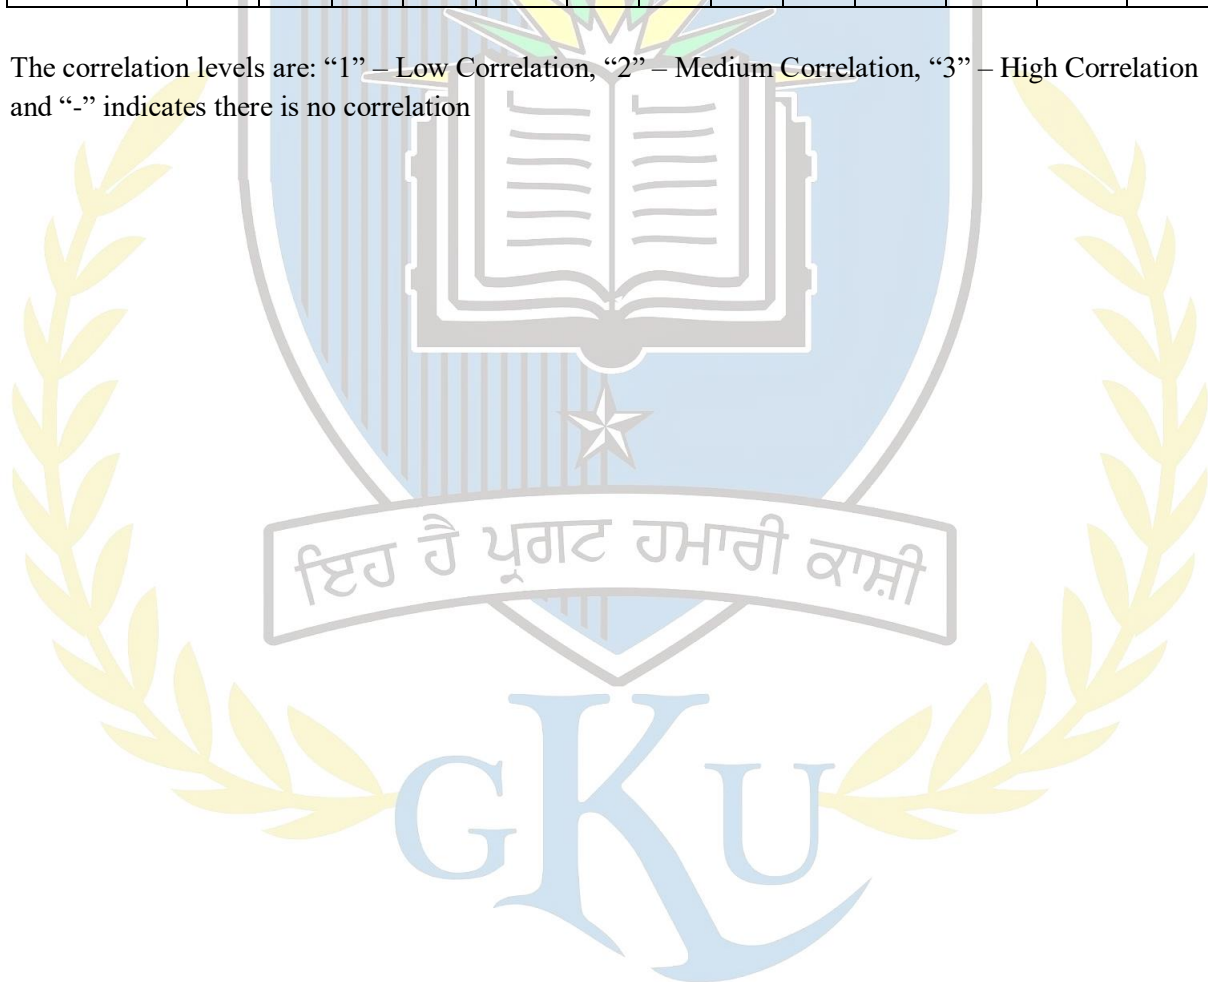 The correlation levels are: “1” – Low Correlation, “2” – Medium Correlation, “3” – High Correlation
and “-” indicates there is no correlation
ਇਹ ਹੈ ਪ੍ਰਗਟ ਹਮਾਰੀ ਕਾਸ਼ੀ
GKU